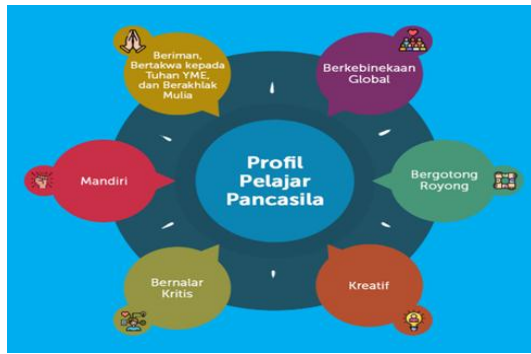 Beriman,
Bertakwa kepada
Tuhan YME,
dan Berakhlak
Mulia
Berkebinekaan
Global
Mandiri
Profil
Pelajar
Pancasila
Bergotong
Royong
Bernalar
Kritis
Kreatif